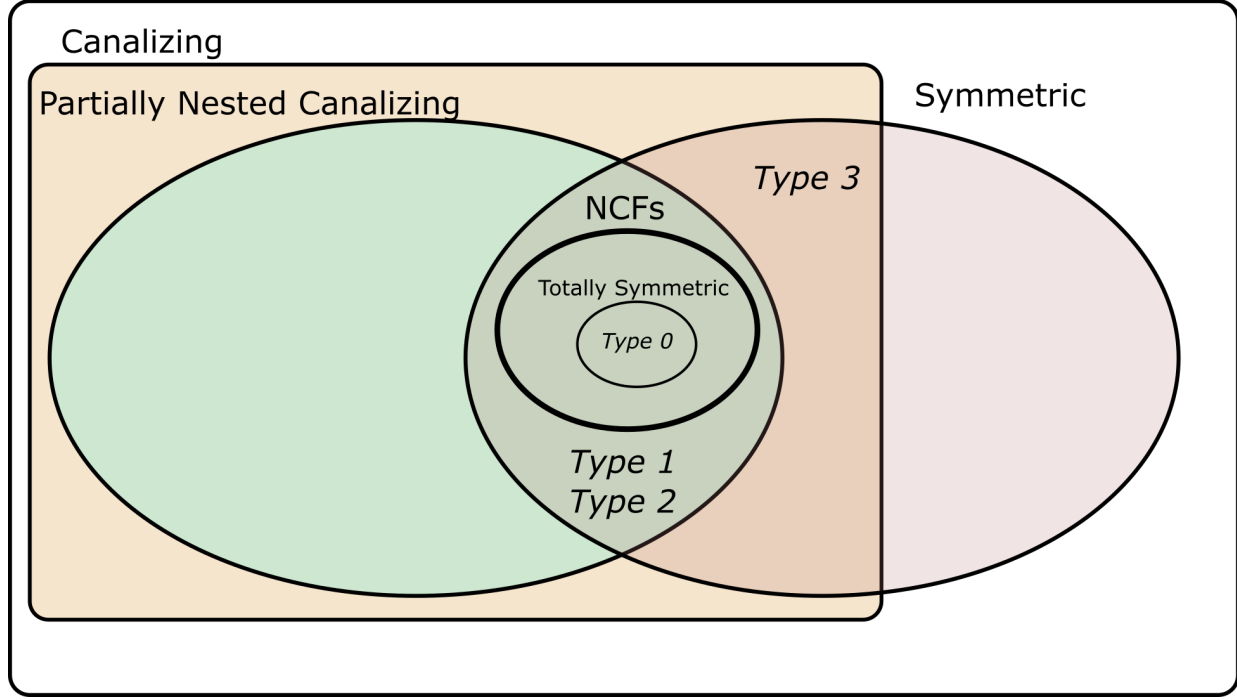 Canalizing
Partially Nested Canalizing
Symmetric
Type 3
NCFs
Totally Symmetric
Type 0
Type 1
Type 2